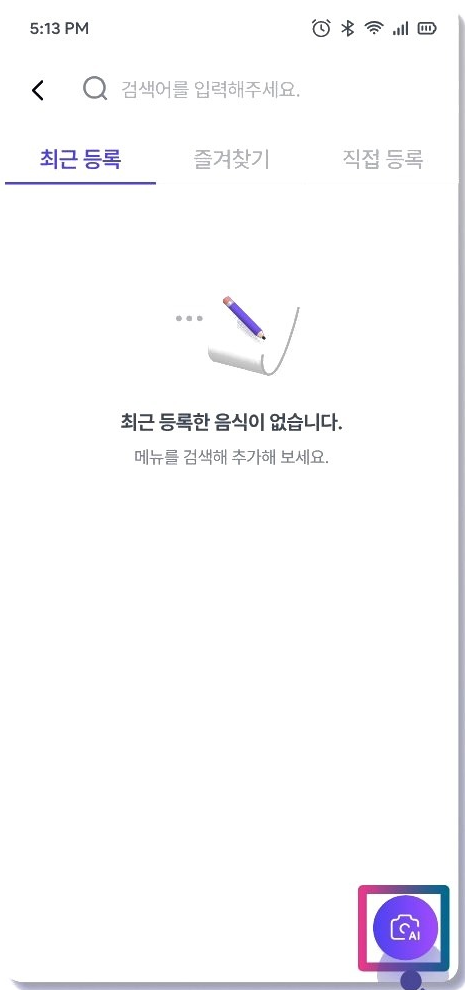 5:13 PM
검색어를 입력해주세요.
최근 등록
즐겨찾기
직접 등록
최근 등록한 음식이 없습니다.
메뉴를 검색해 추가해 보세요.
AI